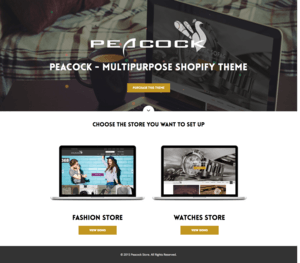 PEACOCK
PEACOCK - MULTIPURPOSE SHOPIFY THEME
PURCHASE THIS THEME
CHOOSE THE STORE YOU WANT TO SET UP
FASHION STORE
WATCHES STORE
VIEW DEMO
VIEW DEMO
© 2015 Peacock Store. All Rights Reserved.